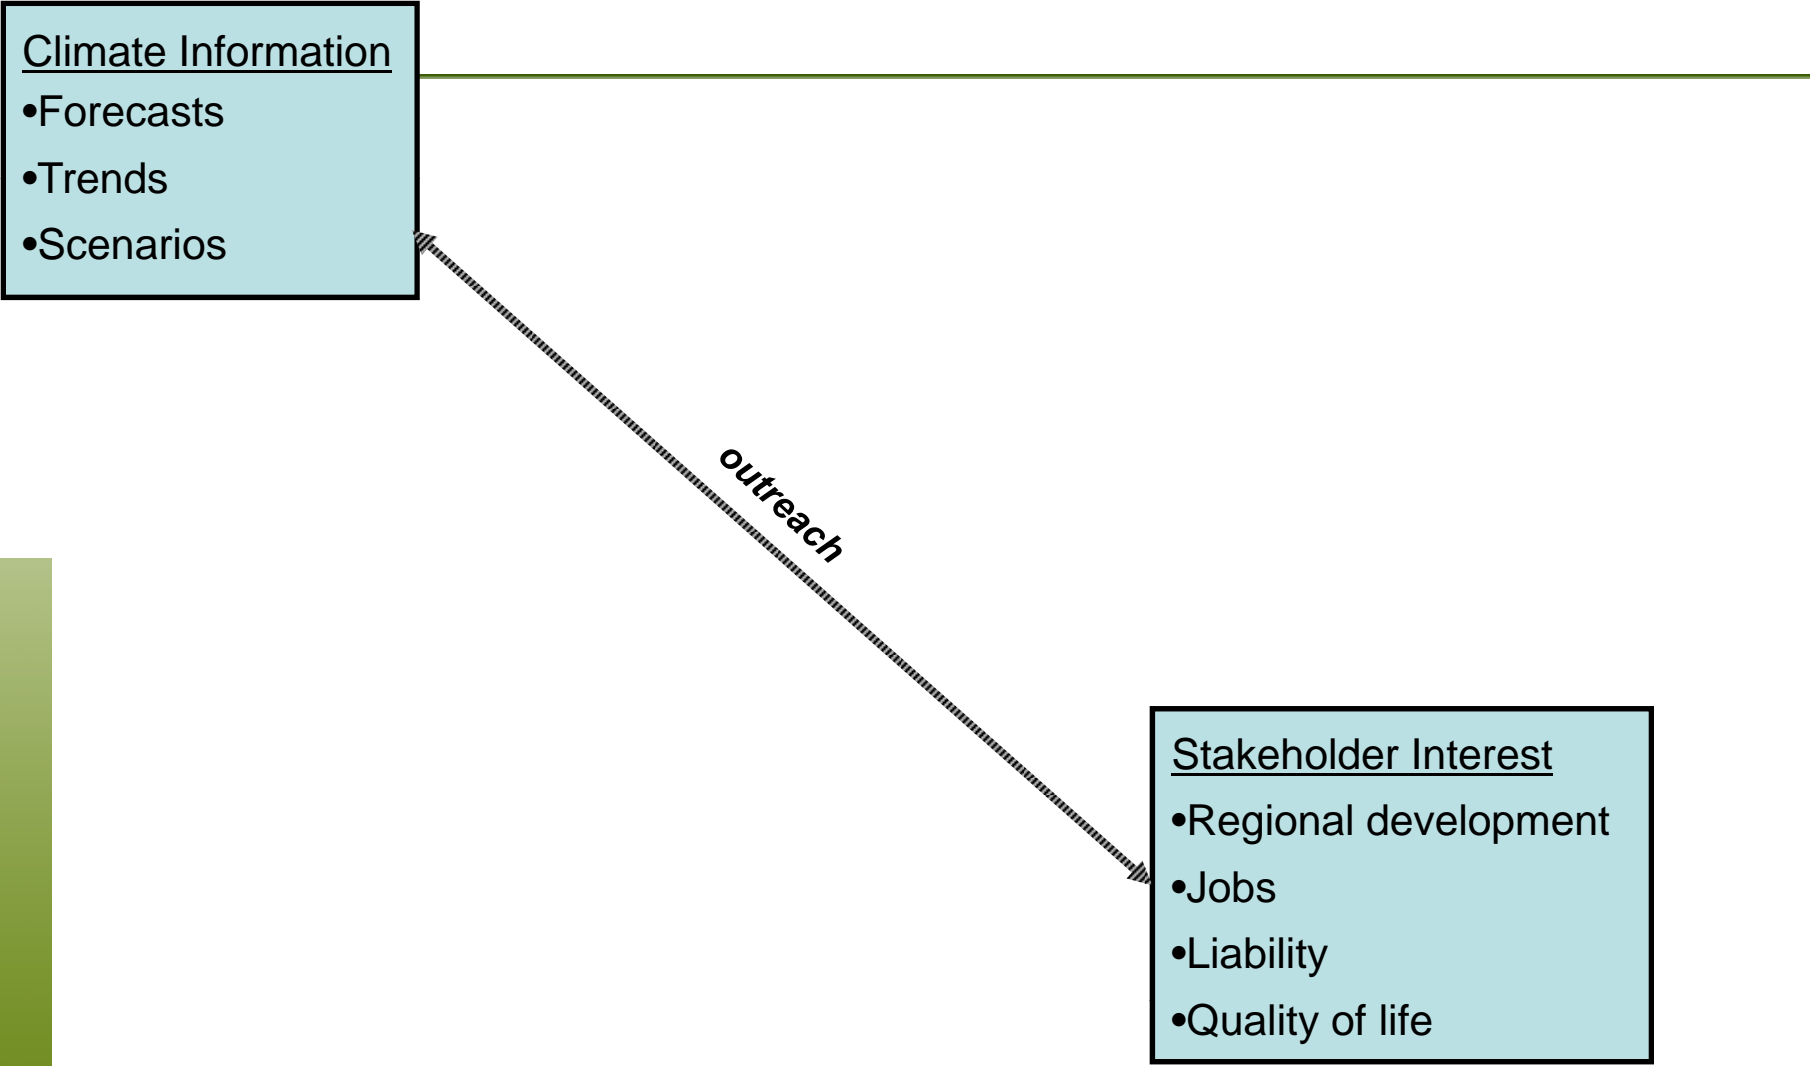 Climate Information
•Forecasts
•Trends
•Scenarios
outreach
Stakeholder Interest
•Regional development
•Jobs
•Liability
•Quality of life